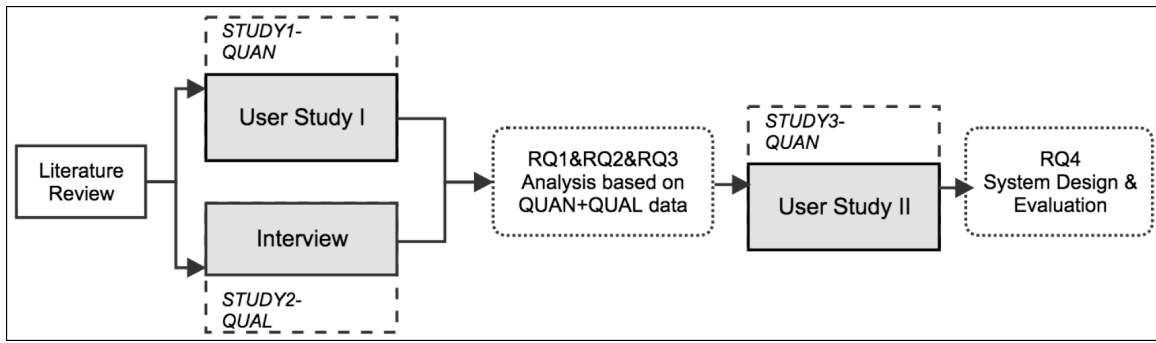 Literature
Review
STUDY1-
QUAN
User Study I
Interview
STUDY2-
QUAL
RQ1&RQ2&RQ3
Analysis based on
QUAN+QUAL data
STUDY3-
QUAN
User Study II
RQ4
System Design &
Evaluation